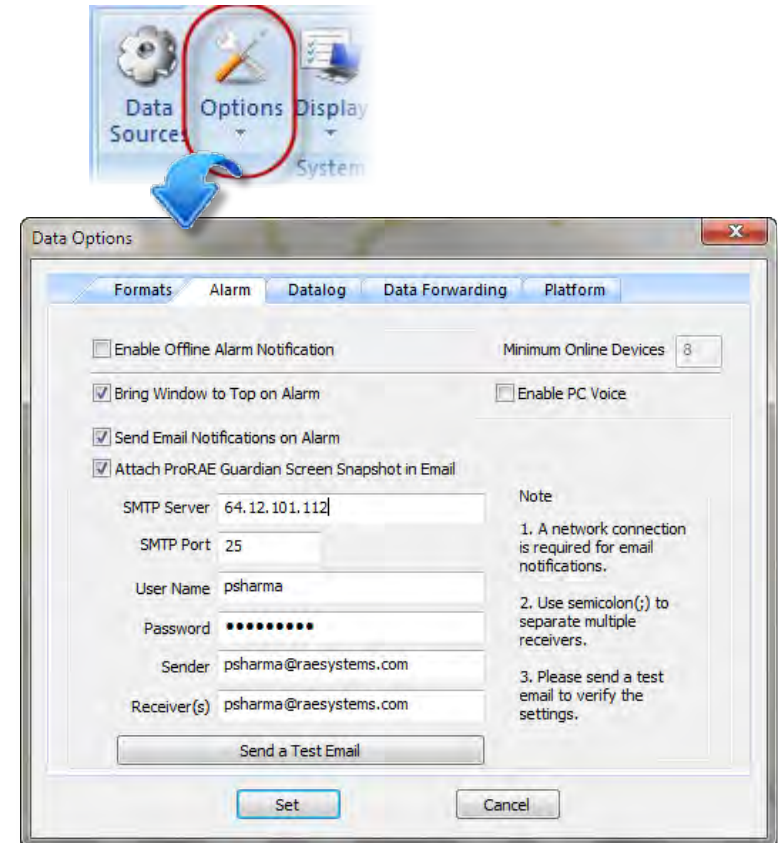 Data Sources
Options
Display
System
Data Options
Formats Alarm Datalog Data Forwarding Platform
Enable Offline Alarm Notification Minimum Online Devices 8
Bring Window to Top on Alarm Enable PC Voice
Send Email Notifications on Alarm
Attach ProRAE Guardian Screen Snapshot in Email
SMTP Server 64.12.101.112
SMTP Port 25
User Name psharma
Password •••••••••
Sender psharma@raesystems.com
Receiver(s) psharma@raesystems.com
Send a Test Email
Note
1. A network connection
is required for email
notifications.
2. Use semicolon(;) to
separate multiple
receivers.
3. Please send a test
email to verify the
settings.
Set Cancel